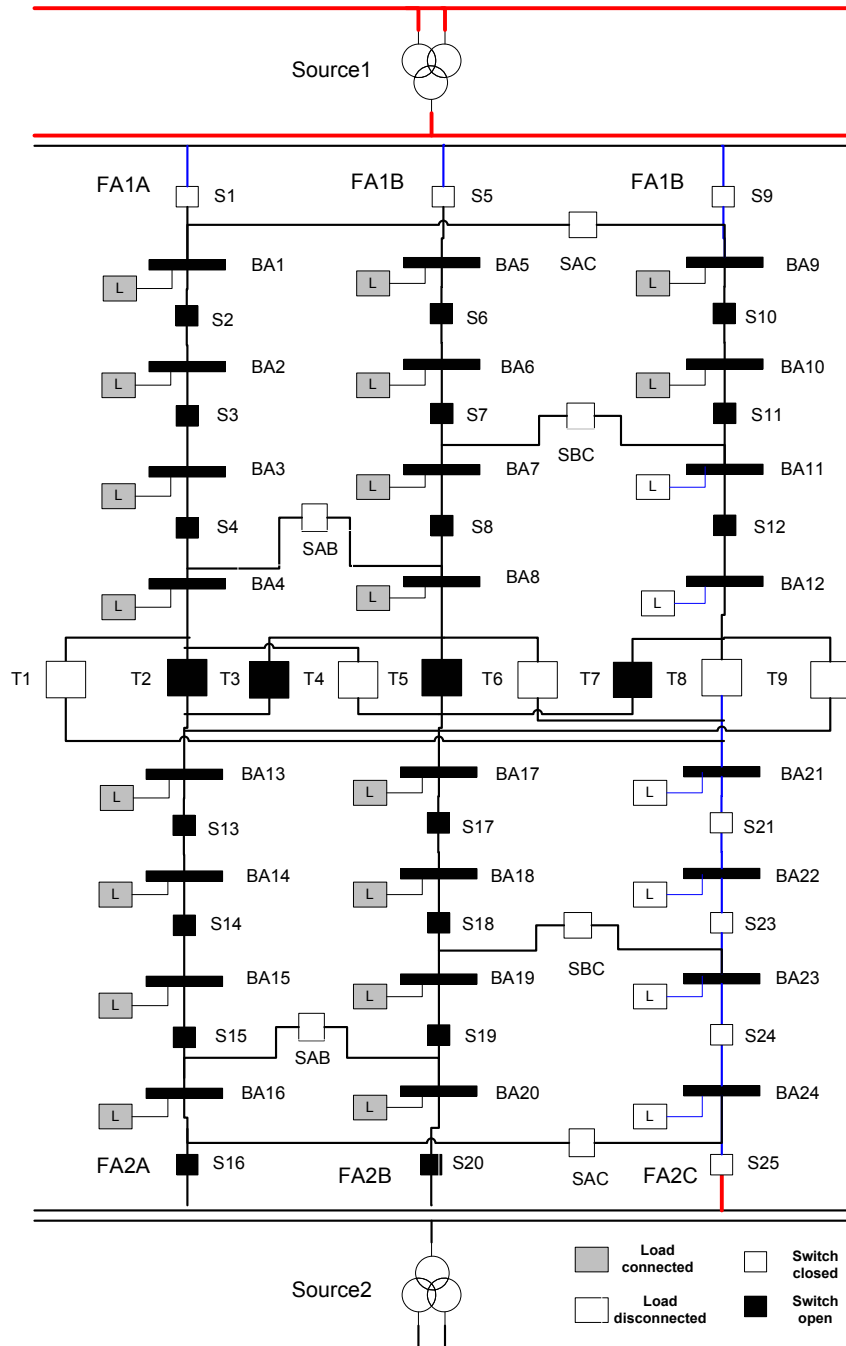 Source1
FA1A S1 FA1B S5 FA1B S9
SAC
BA1 BA5 BA9
L L L
S2 S6 S10
BA2 BA6 BA10
L L L
S3 S7 S11
SBC
BA3 BA7 BA11
L L L
S4 S8 S12
SAB
BA4 BA8 BA12
L L L
T1 T2 T3 T4 T5 T6 T7 T8 T9
BA13 BA17 BA21
L L L
S13 S17 S21
BA14 BA18 BA22
L L L
S14 S18 S23
SBC
BA15 BA19 BA23
L L L
S15 S19 S24
SAB
BA16 BA20 BA24
L L L
FA2A S16 FA2B S20 SAC FA2C S25
Source2
Load
connected
Switch
closed
Load
disconnected
Switch
open